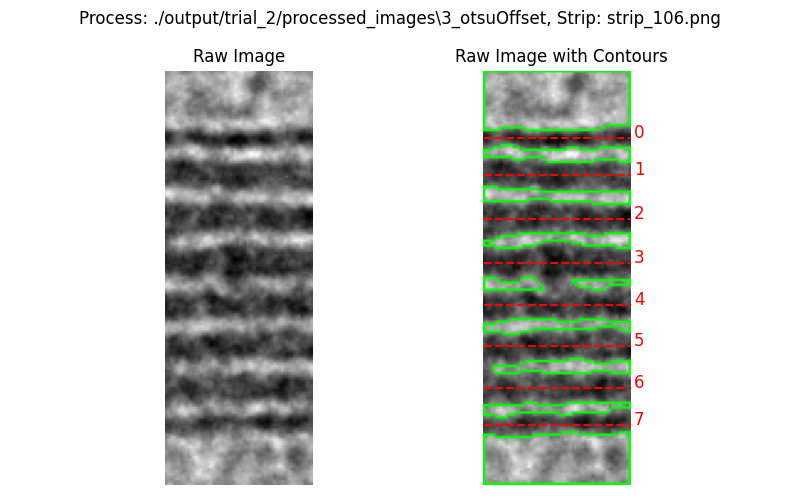 Process: ./output/trial_2/processed_images\3_otsuOffset, Strip: strip_106.png
Raw Image
Raw Image with Contours
0
1
2
3
4
5
6
7